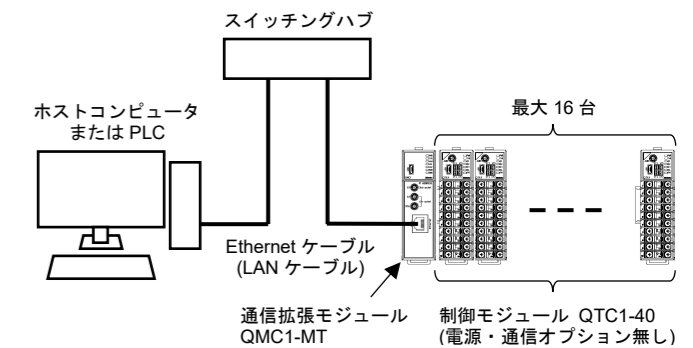 スイッチングハブ
ホストコンピュータ
または PLC
最大 16 台
Ethernet ケーブル
(LAN ケーブル)
通信拡張モジュール
QMC1-MT
制御モジュール QTC1-40
(電源・通信オプション無し)